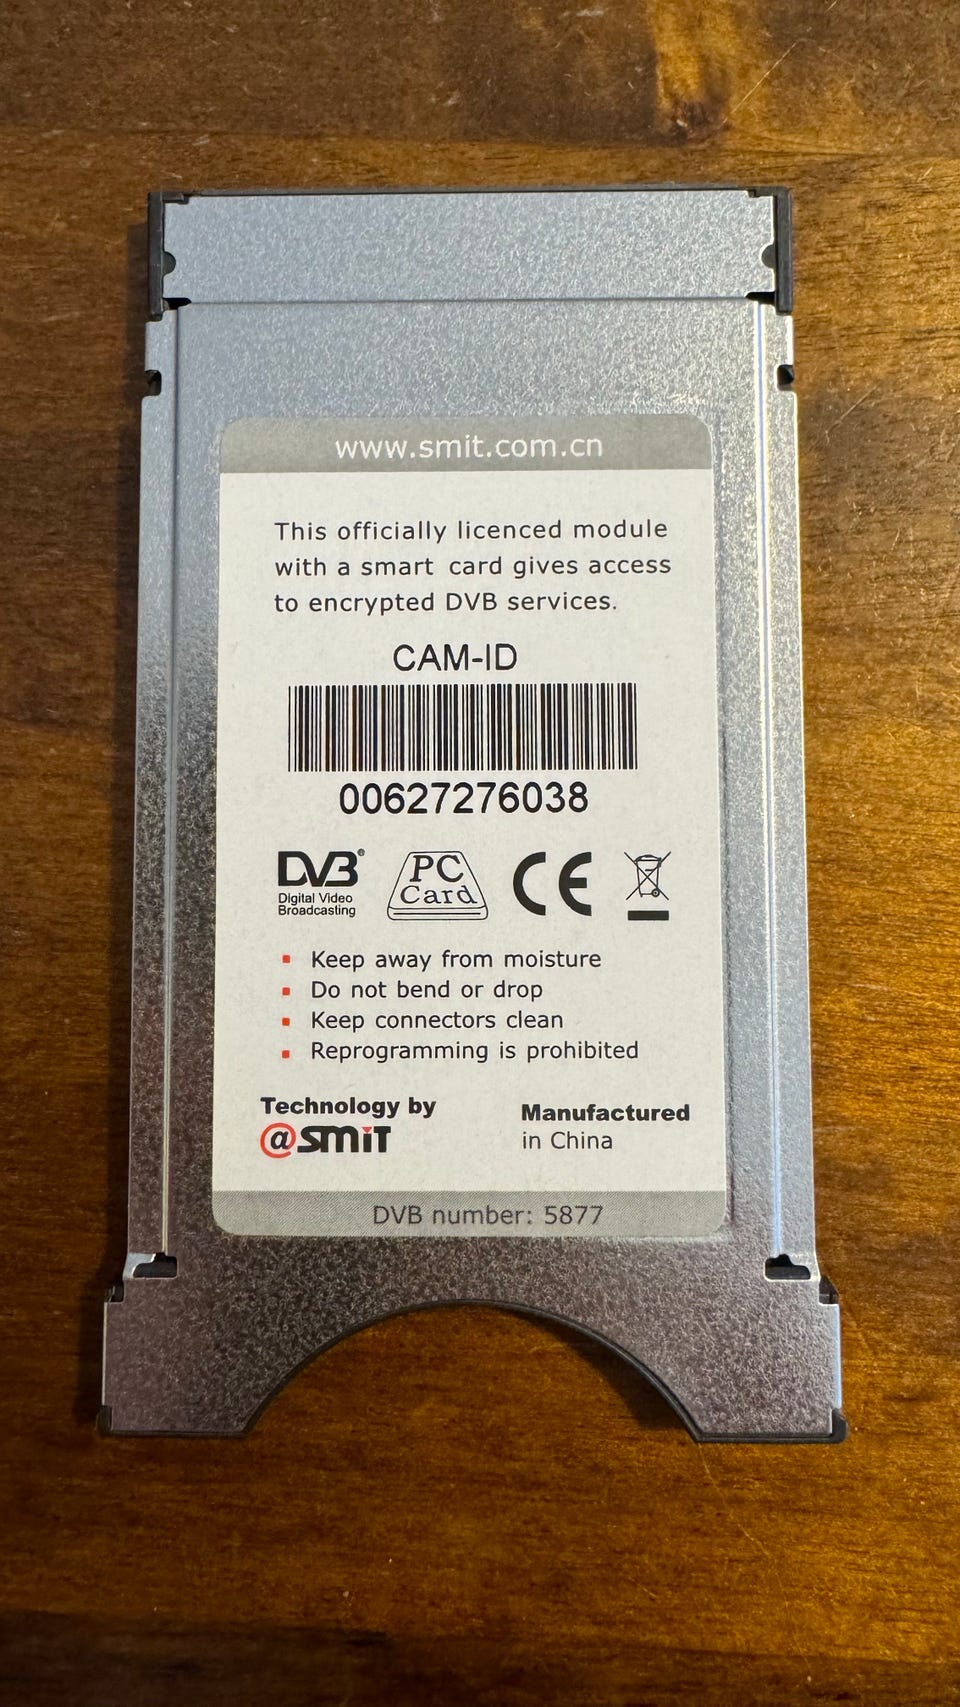 www.smit.com.cn
This officially licenced module
with a smart card gives access
to encrypted DVB services.
CAM-ID
00627276038
DVB®
Digital Video
Broadcasting
PC
Card
CE
Keep away from moisture
Do not bend or drop
Keep connectors clean
Reprogramming is prohibited
Technology by
@SMiT
Manufactured
in China
DVB number: 5877